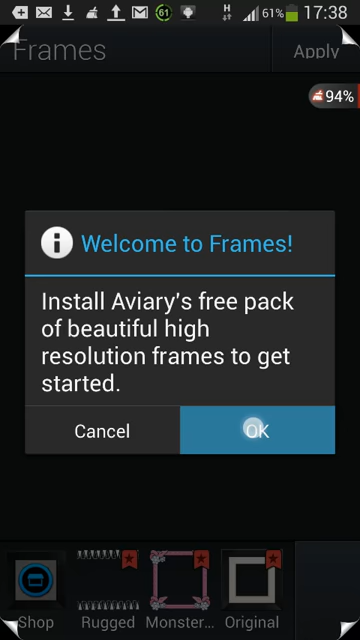 61
61%
17:38
Frames
Apply
94%
Welcome to Frames!
Install Aviary's free pack
of beautiful high
resolution frames to get
started.
Cancel
OK
Shop
Rugged
Monster...
Original